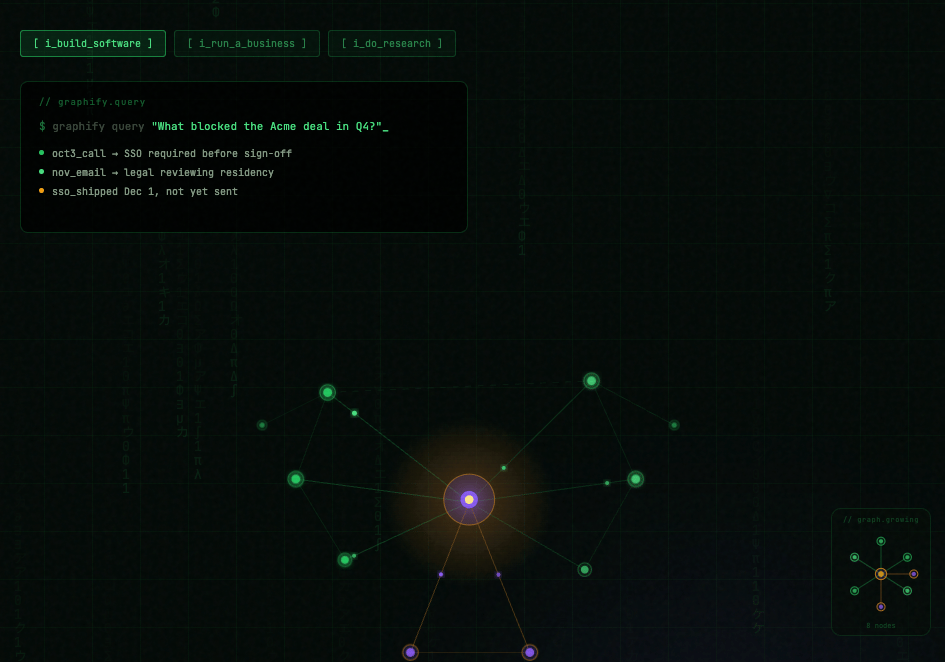 [ i_build_software ]
[ i_run_a_business ]
[ i_do_research ]
// graphify.query
$ graphify query "What blocked the Acme deal in Q4?"_
oct3_call → SSO required before sign-off
nov_email → legal reviewing residency
sso_shipped Dec 1, not yet sent
// graph.growing
8 nodes